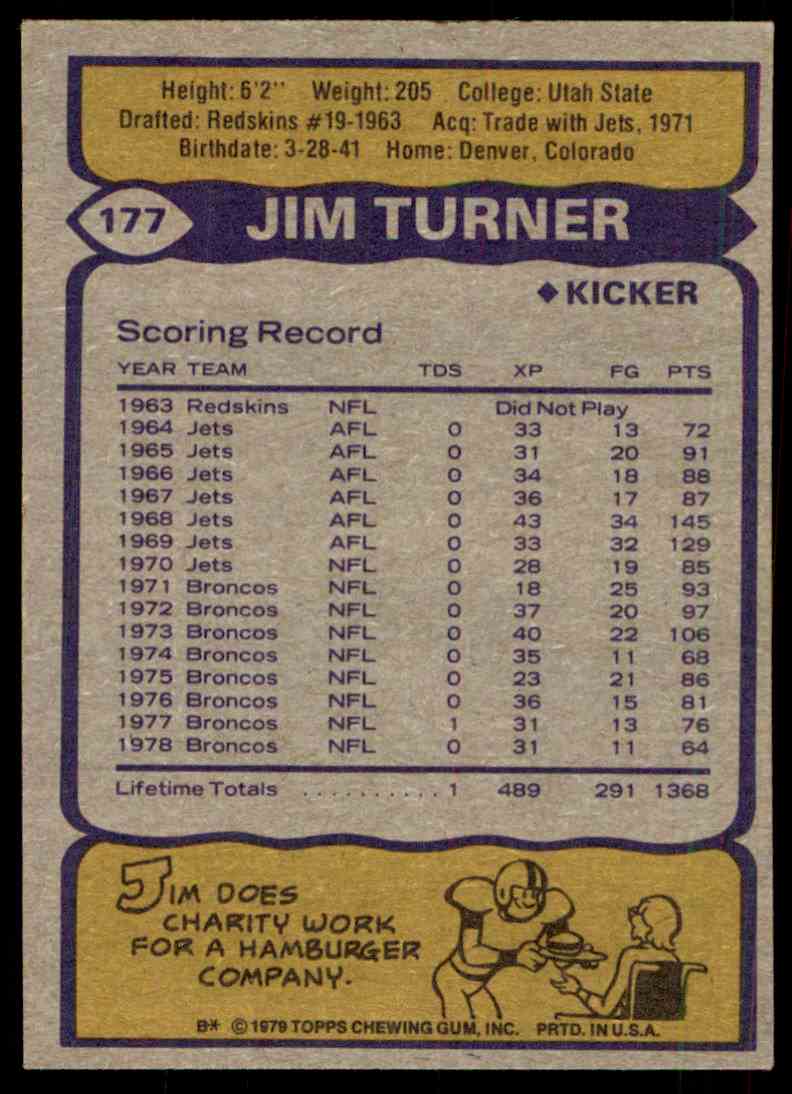 Height: 6'2" Weight: 205 College: Utah State
Drafted: Redskins #19-1963 Acq: Trade with Jets, 1971
Birthdate: 3-28-41 Home: Denver, Colorado
177 JIM TURNER
◆ KICKER
Scoring Record
YEAR TEAM TDS XP FG PTS
1963 Redskins NFL Did Not Play
1964 Jets AFL 0 33 13 72
1965 Jets AFL 0 31 20 91
1966 Jets AFL 0 34 18 88
1967 Jets AFL 0 36 17 87
1968 Jets AFL 0 43 34 145
1969 Jets AFL 0 33 32 129
1970 Jets NFL 0 28 19 85
1971 Broncos NFL 0 18 25 93
1972 Broncos NFL 0 37 20 97
1973 Broncos NFL 0 40 22 106
1974 Broncos NFL 0 35 11 68
1975 Broncos NFL 0 23 21 86
1976 Broncos NFL 0 36 15 81
1977 Broncos NFL 1 31 13 76
1978 Broncos NFL 0 31 11 64
Lifetime Totals . . . . . . . . . . 1 489 291 1368
JIM DOES
CHARITY WORK
FOR A HAMBURGER
COMPANY.
B* © 1979 TOPPS CHEWING GUM, INC. PRTD. IN U.S.A.